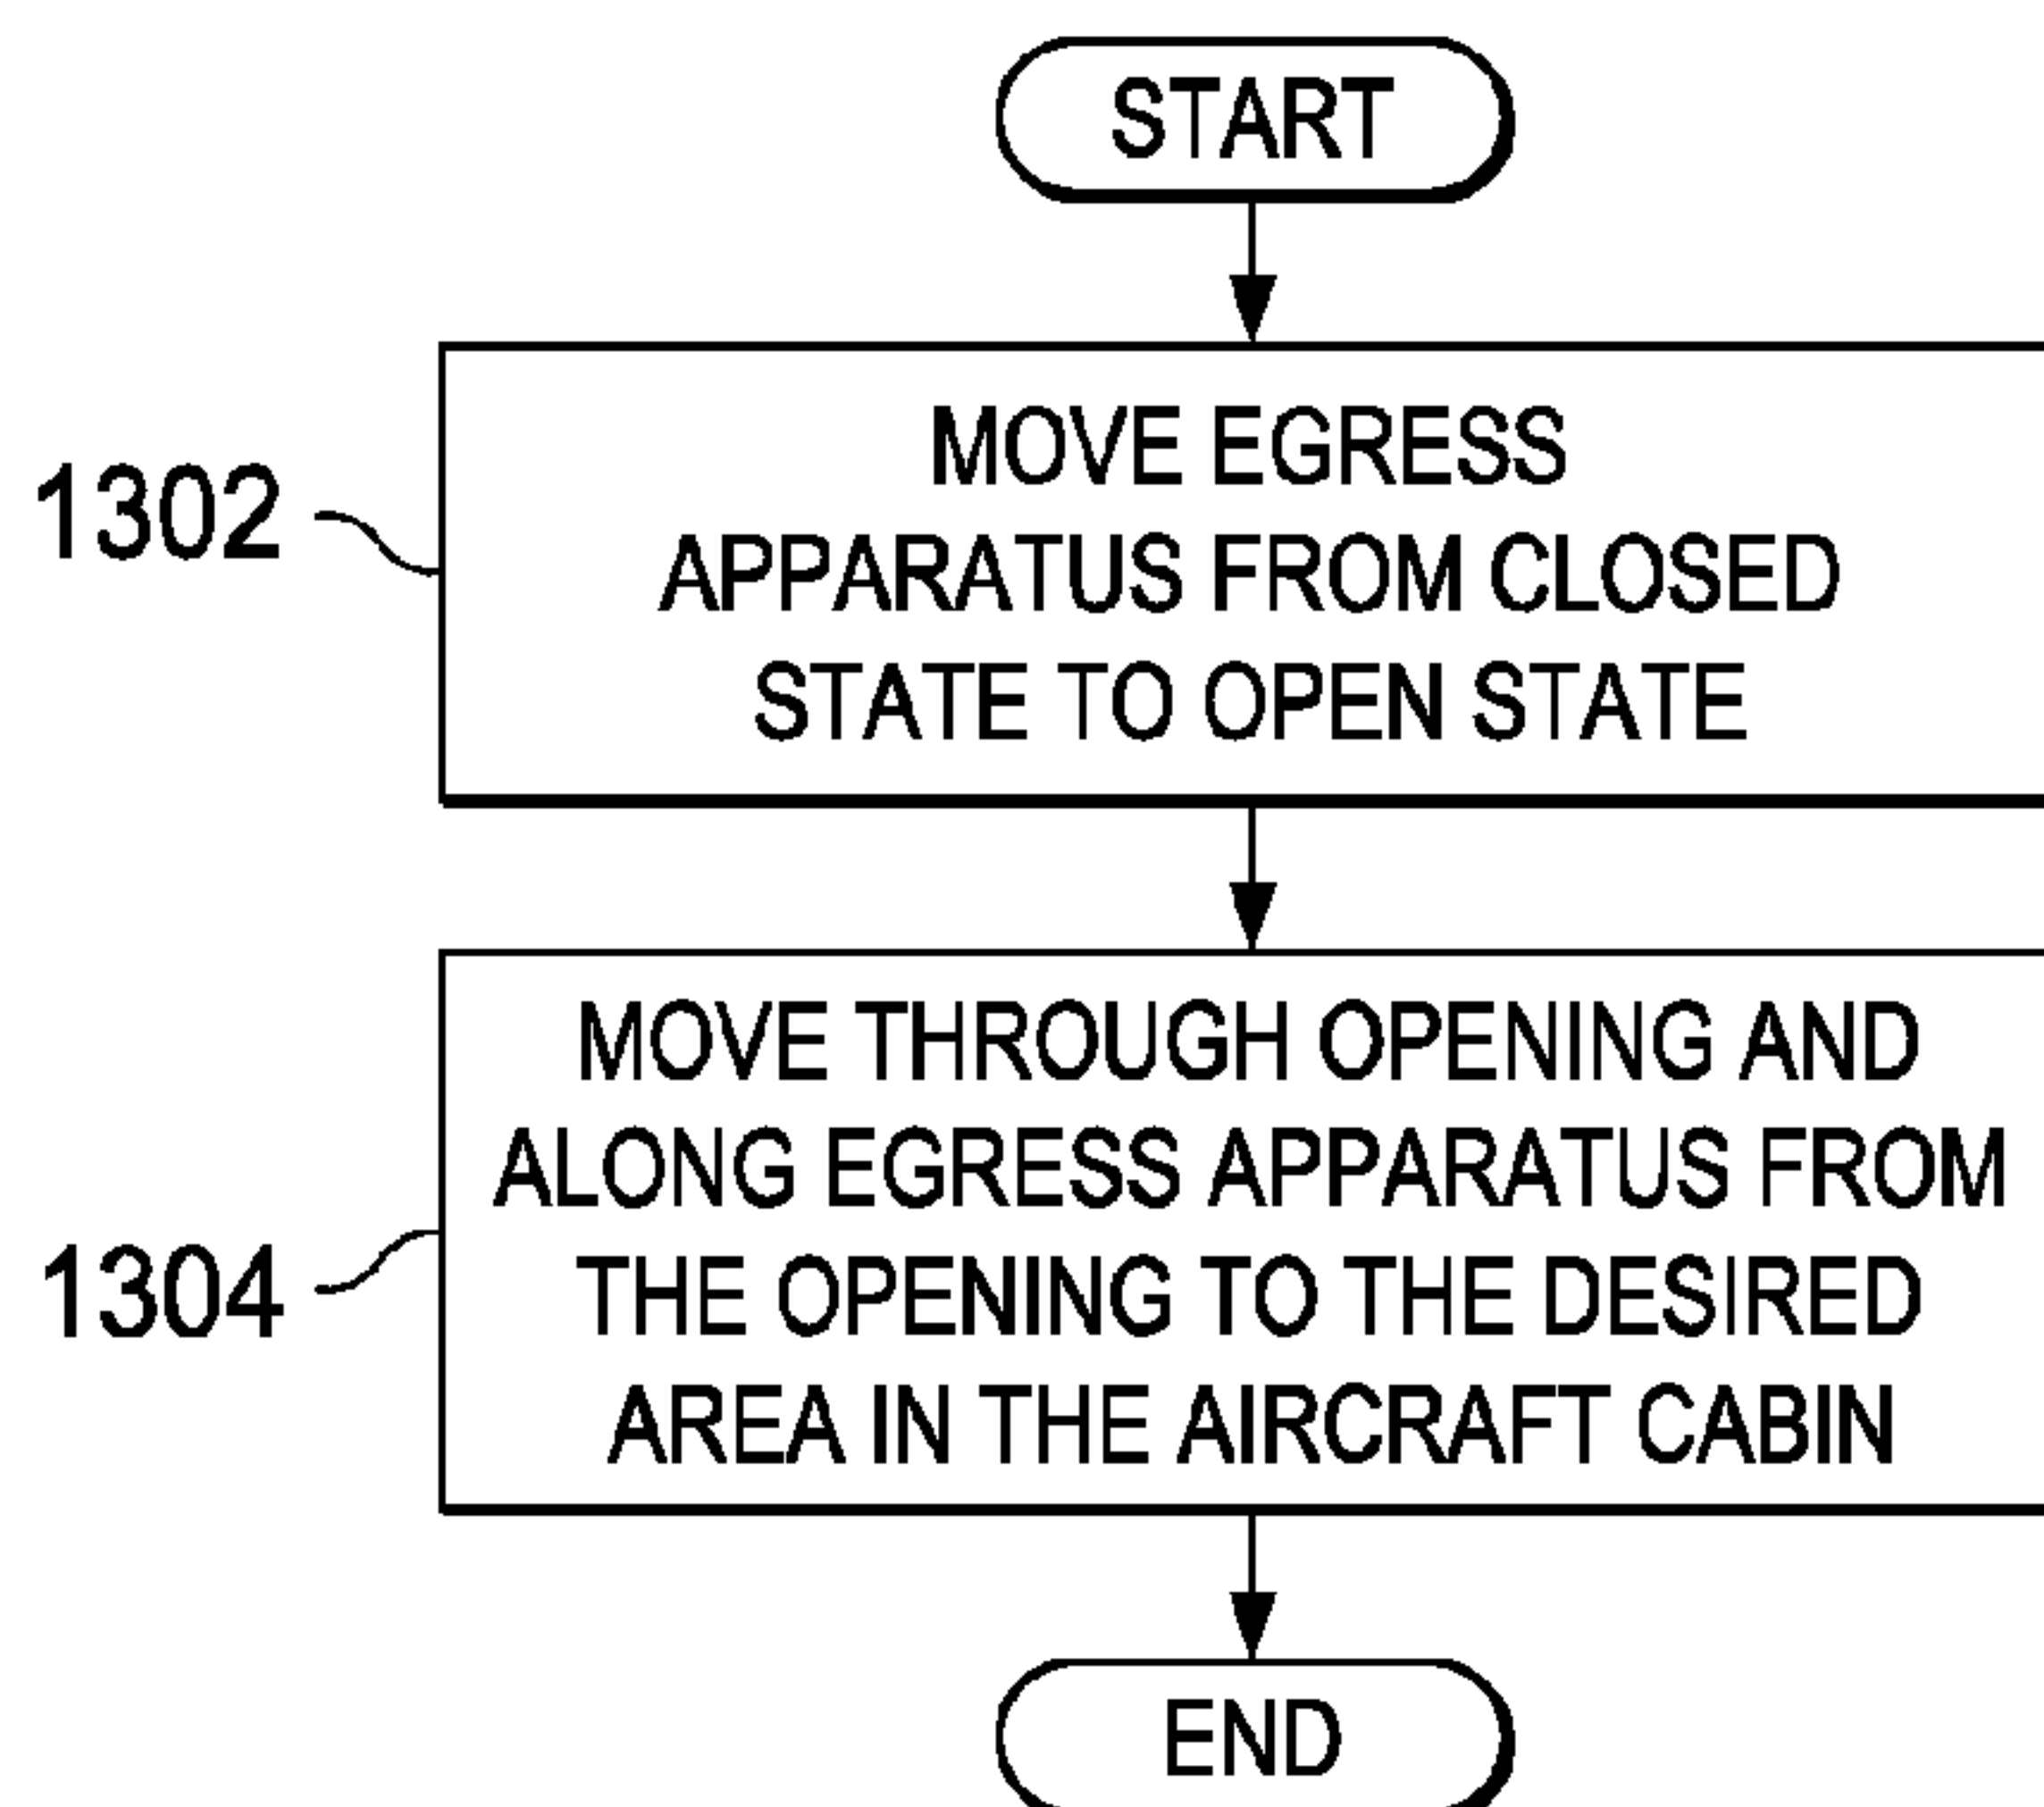 START
1302
MOVE EGRESS
APPARATUS FROM CLOSED
STATE TO OPEN STATE
1304
MOVE THROUGH OPENING AND
ALONG EGRESS APPARATUS FROM
THE OPENING TO THE DESIRED
AREA IN THE AIRCRAFT CABIN
END